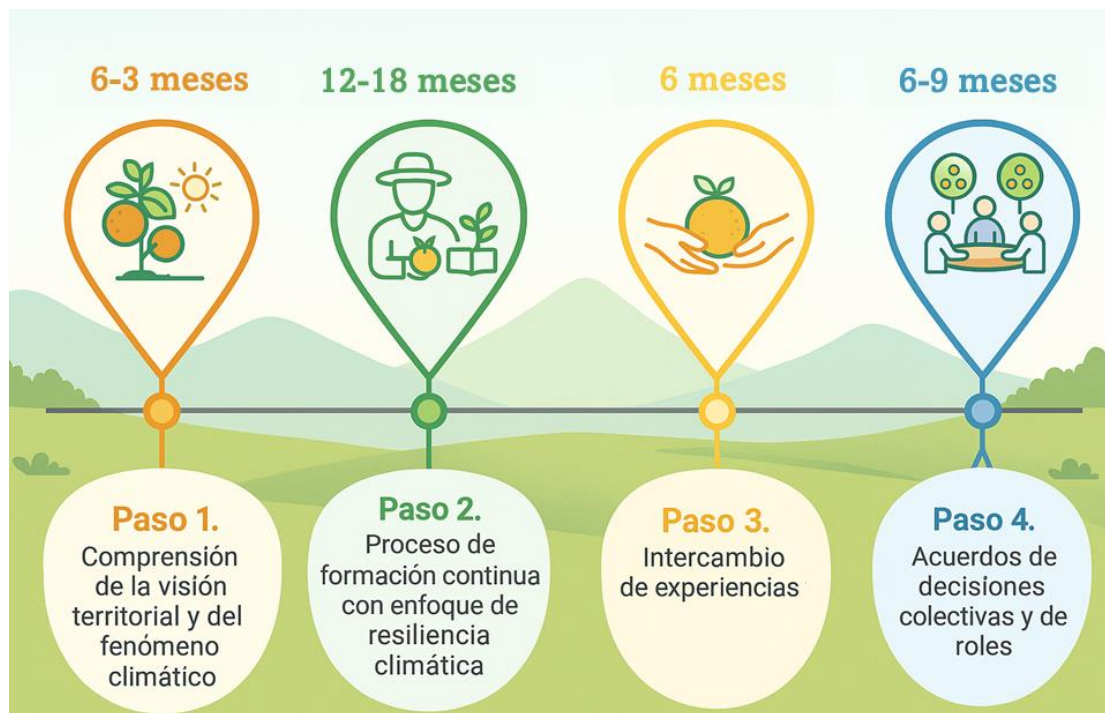 6-3 meses
12-18 meses
6 meses
6-9 meses
Paso 1.
Comprensión
de la visión
territorial y del
fenómeno
climático
Paso 2.
Proceso de
formación continua
con enfoque de
resiliencia
climática
Paso 3.
Intercambio
de experiencias
Paso 4.
Acuerdos de
decisiones
colectivas y de
roles